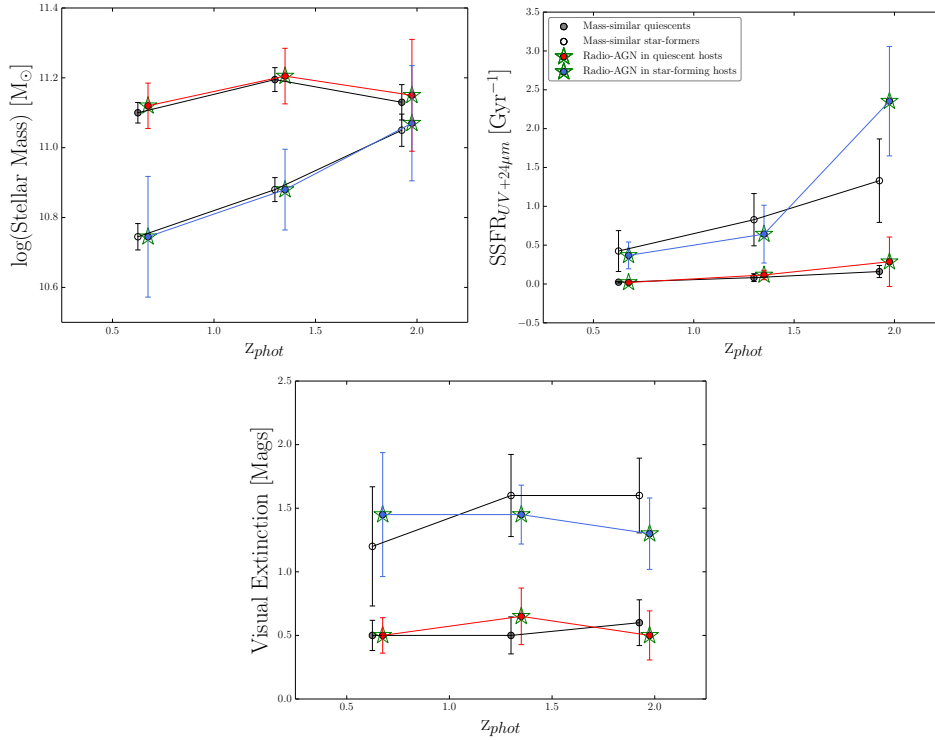 11.4
11.2
11.0
10.8
10.6
log(Stellar Mass) [M⊙]
0.5 1.0 1.5 2.0
z_phot
3.5
3.0
2.5
2.0
1.5
1.0
0.5
0.0
−0.5
SSFR_UV+24μm [Gyr⁻¹]
Mass-similar quiescents
Mass-similar star-formers
Radio-AGN in quiescent hosts
Radio-AGN in star-forming hosts
0.5 1.0 1.5 2.0
z_phot
2.5
2.0
1.5
1.0
0.5
0.0
Visual Extinction [Mags]
0.5 1.0 1.5 2.0
z_phot